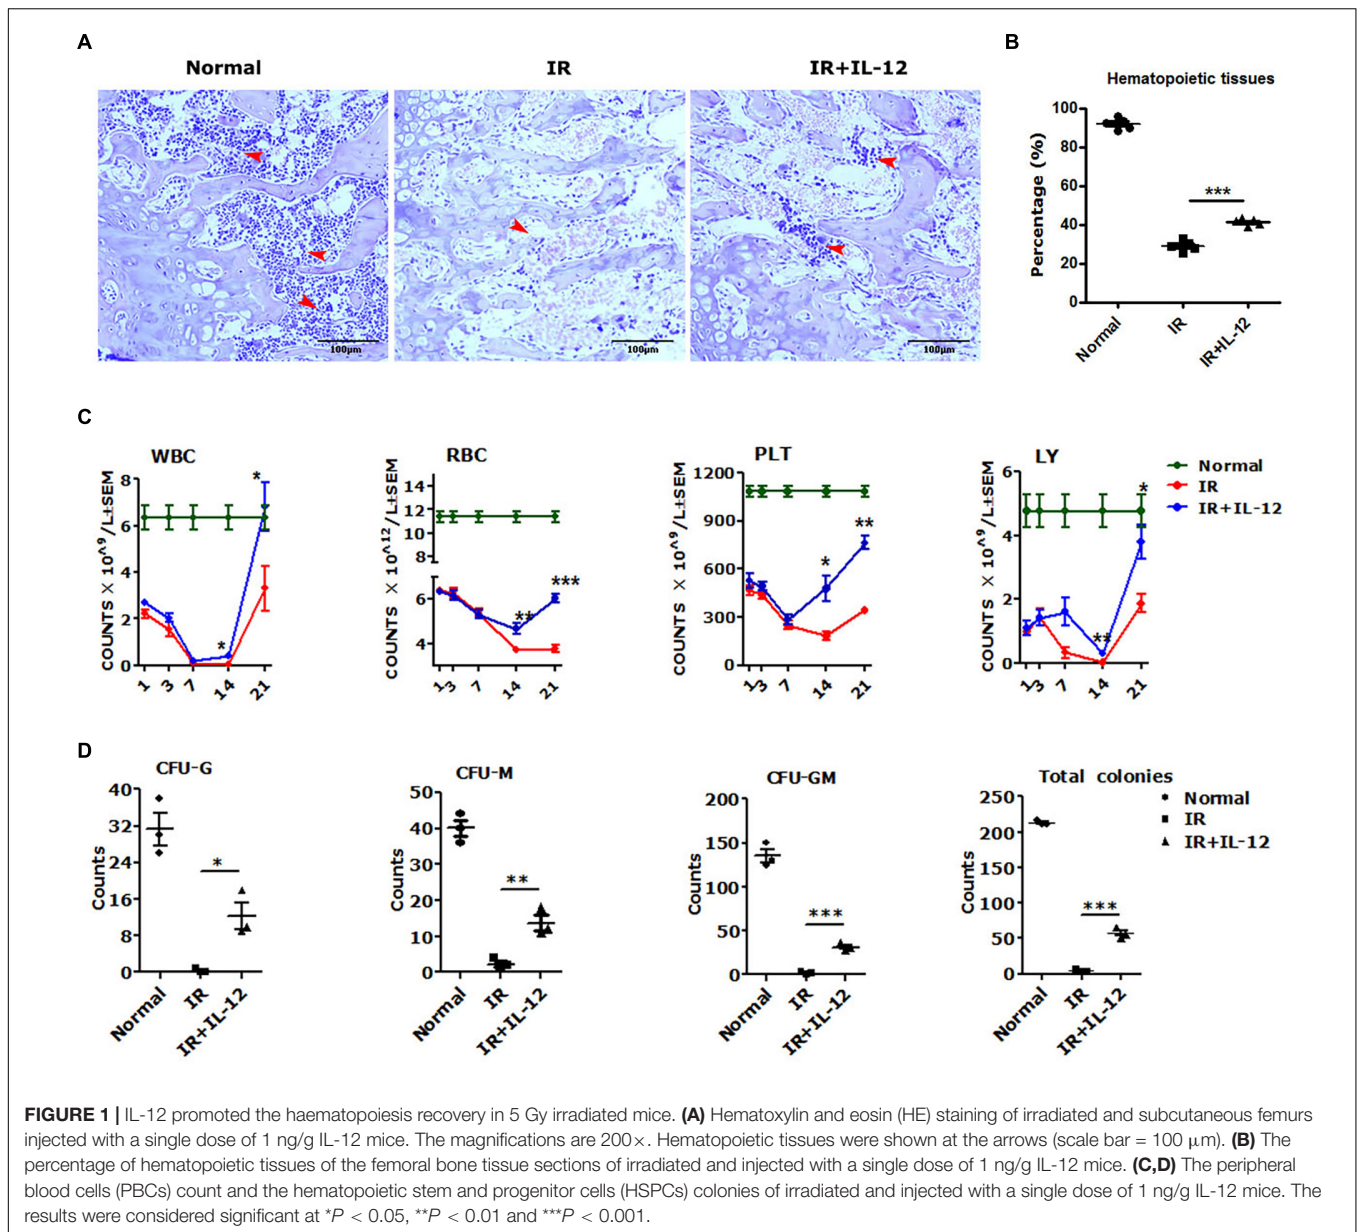 A
Normal
IR
IR+IL-12
100μm
100μm
100μm
B
Hematopoietic tissues
Percentage (%)
100
80
60
40
20
0
***
Normal
IR
IR+IL-12
C
WBC
COUNTS X 10^9/L±SEM
8
6
4
2
0
*
*
1
3
7
14
21
RBC
COUNTS X 10^12/L±SEM
14
12
10
8
6
4
**
***
1
3
7
14
21
PLT
COUNTS X 10^9/L±SEM
1200
900
600
300
0
*
**
1
3
7
14
21
LY
COUNTS X 10^9/L±SEM
6
4
2
0
**
*
1
3
7
14
21
Normal
IR
IR+IL-12
D
CFU-G
Counts
40
32
24
16
8
0
*
Normal
IR
IR+IL-12
CFU-M
Counts
50
40
30
20
10
0
**
Normal
IR
IR+IL-12
CFU-GM
Counts
200
150
100
50
0
***
Normal
IR
IR+IL-12
Total colonies
Counts
250
200
150
100
50
0
***
Normal
IR
IR+IL-12
Normal
IR
IR+IL-12
FIGURE 1 | IL-12 promoted the haematopoiesis recovery in 5 Gy irradiated mice. (A) Hematoxylin and eosin (HE) staining of irradiated and subcutaneous femurs
injected with a single dose of 1 ng/g IL-12 mice. The magnifications are 200×. Hematopoietic tissues were shown at the arrows (scale bar = 100 μm). (B) The
percentage of hematopoietic tissues of the femoral bone tissue sections of irradiated and injected with a single dose of 1 ng/g IL-12 mice. (C,D) The peripheral
blood cells (PBCs) count and the hematopoietic stem and progenitor cells (HSPCs) colonies of irradiated and injected with a single dose of 1 ng/g IL-12 mice. The
results were considered significant at *P < 0.05, **P < 0.01 and ***P < 0.001.